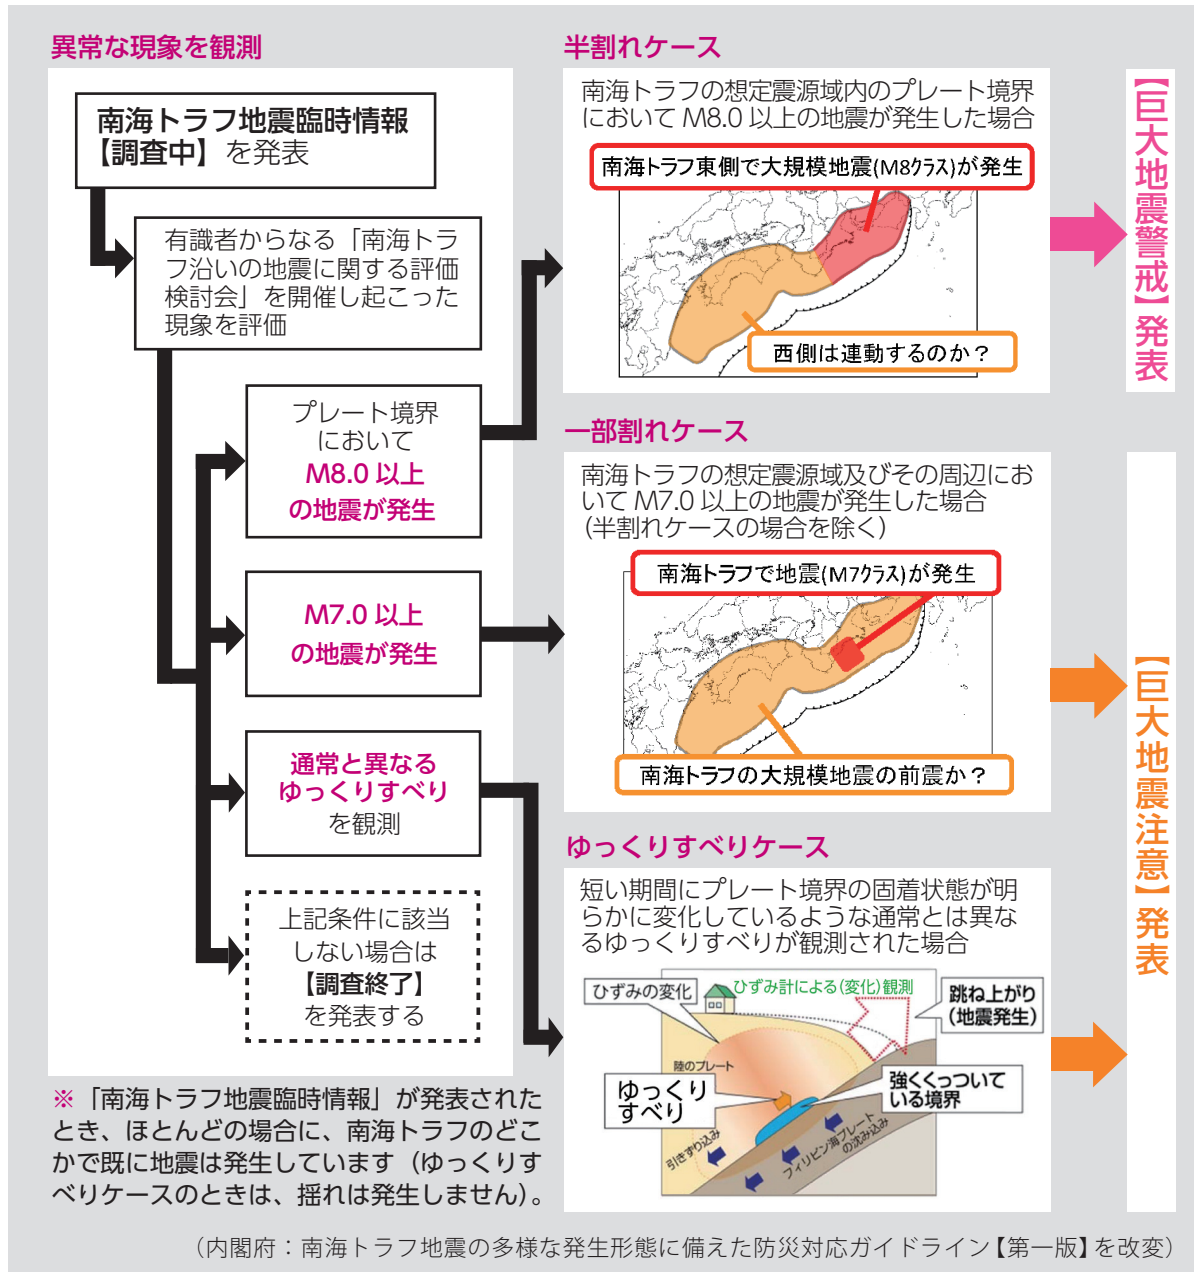 異常な現象を観測
南海トラフ地震臨時情報
【調査中】を発表
有識者からなる「南海トラ
フ沿いの地震に関する評価
検討会」を開催し起こった
現象を評価
プレート境界
において
M8.0 以上
の地震が発生
M7.0 以上
の地震が発生
通常と異なる
ゆっくりすべり
を観測
上記条件に該当
しない場合は
【調査終了】
を発表する
※「南海トラフ地震臨時情報」が発表された
とき、ほとんどの場合に、南海トラフのどこ
かで既に地震は発生しています（ゆっくりす
べりケースのときは、揺れは発生しません）。
半割れケース
南海トラフの想定震源域内のプレート境界
において M8.0 以上の地震が発生した場合
南海トラフ東側で大規模地震(M8クラス)が発生
西側は連動するのか？
【巨大地震警戒】発表
一部割れケース
南海トラフの想定震源域及びその周辺にお
いて M7.0 以上の地震が発生した場合
（半割れケースの場合を除く）
南海トラフで地震(M7クラス)が発生
南海トラフの大規模地震の前震か？
【巨大地震注意】発表
ゆっくりすべりケース
短い期間にプレート境界の固着状態が明
らかに変化しているような通常とは異な
るゆっくりすべりが観測された場合
ひずみの変化
ひずみ計による(変化)観測
跳ね上がり
(地震発生)
陸のプレート
ゆっくり
すべり
強くくっついて
いる境界
引きずり込み
フィリピン海プレート
の沈み込み
（内閣府：南海トラフ地震の多様な発生形態に備えた防災対応ガイドライン【第一版】を改変）